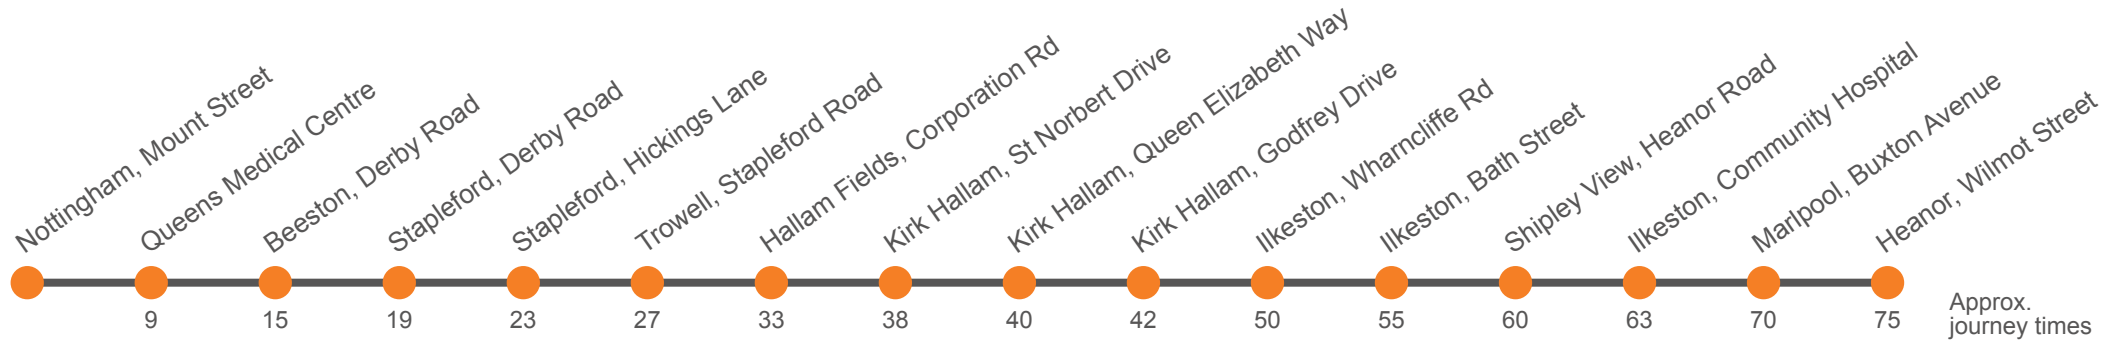 Nottingham, Mount Street
Queens Medical Centre
Beeston, Derby Road
Stapleford, Derby Road
Stapleford, Hickings Lane
Trowell, Stapleford Road
Hallam Fields, Corporation Rd
Kirk Hallam, St Norbert Drive
Kirk Hallam, Queen Elizabeth Way
Kirk Hallam, Godfrey Drive
Ilkeston, Wharncliffe Rd
Ilkeston, Bath Street
Shipley View, Heanor Road
Ilkeston, Community Hospital
Marlpool, Buxton Avenue
Heanor, Wilmot Street
9 15 19 23 27 33 38 40 42 50 55 60 63 70 75
Approx.
journey times